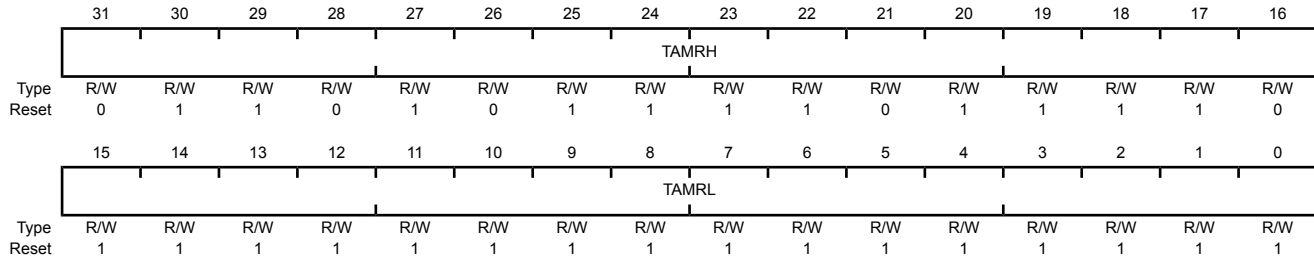 31 30 29 28 27 26 25 24 23 22 21 20 19 18 17 16
TAMRH
Type R/W R/W R/W R/W R/W R/W R/W R/W R/W R/W R/W R/W R/W R/W R/W R/W
Reset 0 1 1 0 1 0 1 1 1 1 0 1 1 1 1 0
15 14 13 12 11 10 9 8 7 6 5 4 3 2 1 0
TAMRL
Type R/W R/W R/W R/W R/W R/W R/W R/W R/W R/W R/W R/W R/W R/W R/W R/W
Reset 1 1 1 1 1 1 1 1 1 1 1 1 1 1 1 1